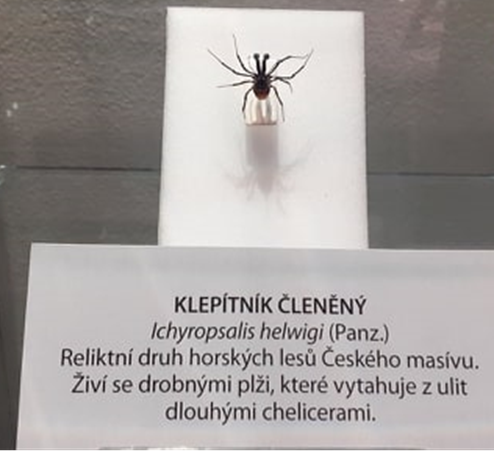 KLEPÍTNÍK ČLENĚNÝ
Ichyropsalis helwigi (Panz.)
Reliktní druh horských lesů Českého masívu.
Živí se drobnými plži, které vytahuje z ulit
dlouhými chelicerami.